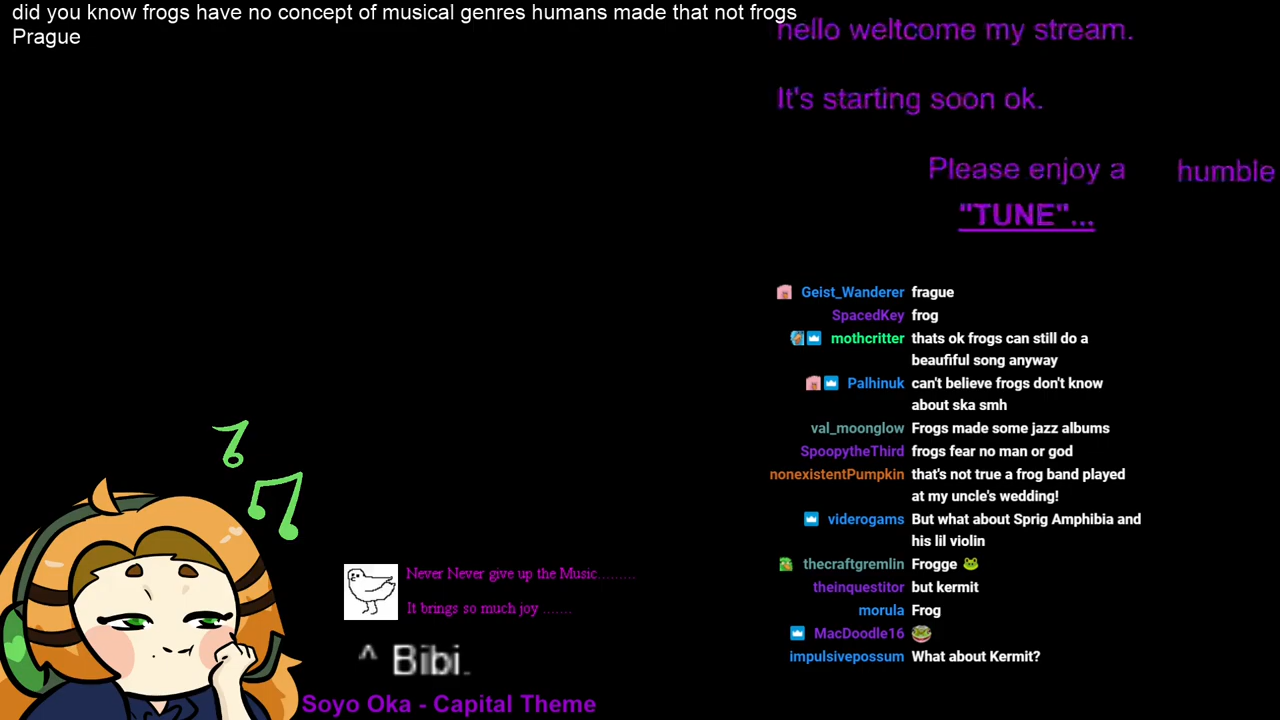 did you know frogs have no concept of musical genres humans made that not frogs
Prague
hello weltcome my stream.
It's starting soon ok.
Please enjoy a humble
"TUNE"...
Geist_Wanderer frague
SpacedKey frog
mothcritter thats ok frogs can still do a
beaufiful song anyway
Palhinuk can't believe frogs don't know
about ska smh
val_moonglow Frogs made some jazz albums
SpoopytheThird frogs fear no man or god
nonexistentPumpkin that's not true a frog band played
at my uncle's wedding!
viderogams But what about Sprig Amphibia and
his lil violin
thecraftgremlin Frogge 🐸
theinquestitor but kermit
morula Frog
MacDoodle16
impulsivepossum What about Kermit?
Never Never give up the Music.........
It brings so much joy .......
^ Bibi.
Soyo Oka - Capital Theme